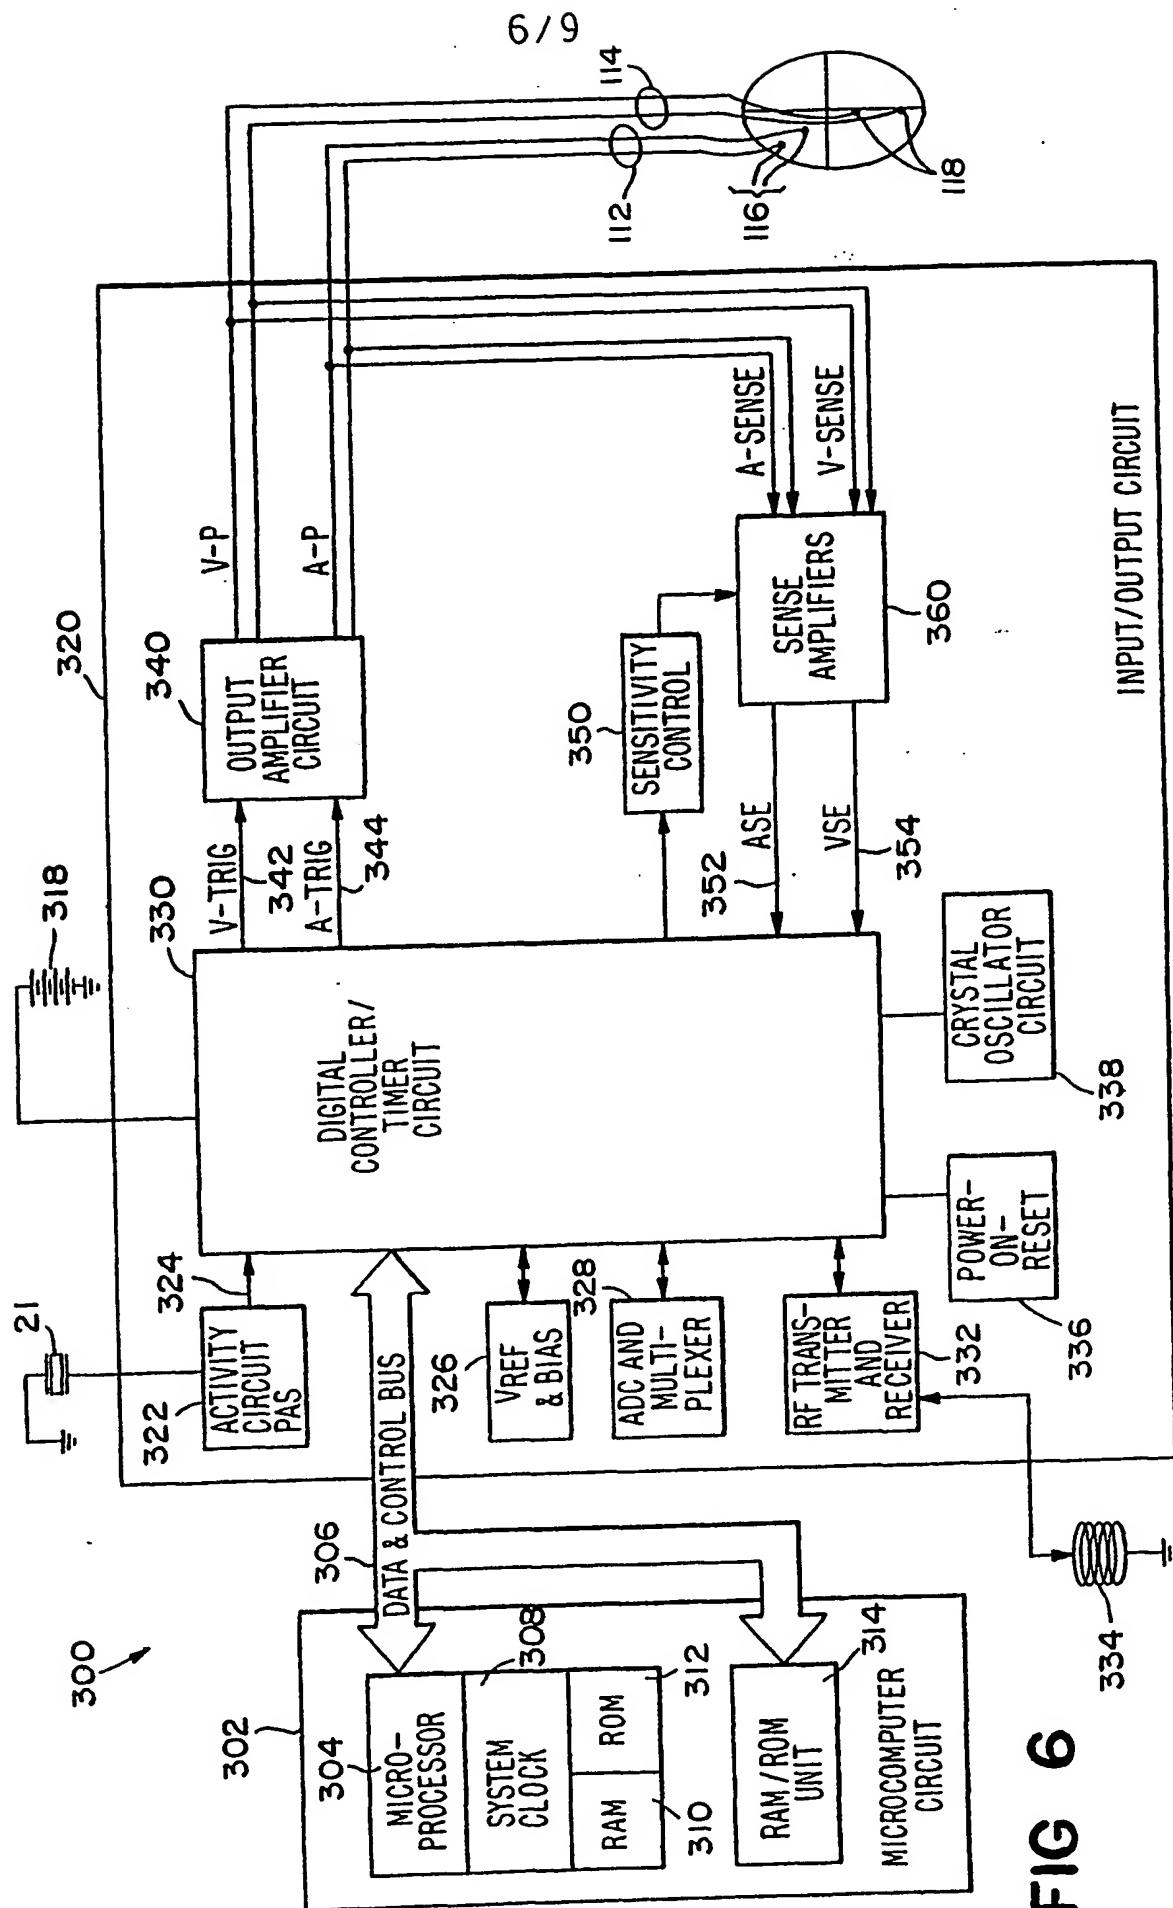 6/9
300
302
304
MICRO-
PROCESSOR
SYSTEM
CLOCK
308
RAM
310
ROM
312
RAM/ROM
UNIT
314
MICROCOMPUTER
CIRCUIT
306
DATA & CONTROL BUS
21
322
ACTIVITY
CIRCUIT
PAS
324
326
VREF
& BIAS
328
ADC AND
MULTI-
PLEXER
RF TRANS-
MITTER
AND
RECEIVER
332
334
POWER-
ON-
RESET
336
CRYSTAL
OSCILLATOR
CIRCUIT
338
318
330
DIGITAL
CONTROLLER/
TIMER
CIRCUIT
V-TRIG
342
A-TRIG
344
320
340
OUTPUT
AMPLIFIER
CIRCUIT
V-P
A-P
350
SENSITIVITY
CONTROL
352
ASE
VSE
354
SENSE
AMPLIFIERS
360
A-SENSE
V-SENSE
INPUT/OUTPUT CIRCUIT
112
114
116
118
FIG 6